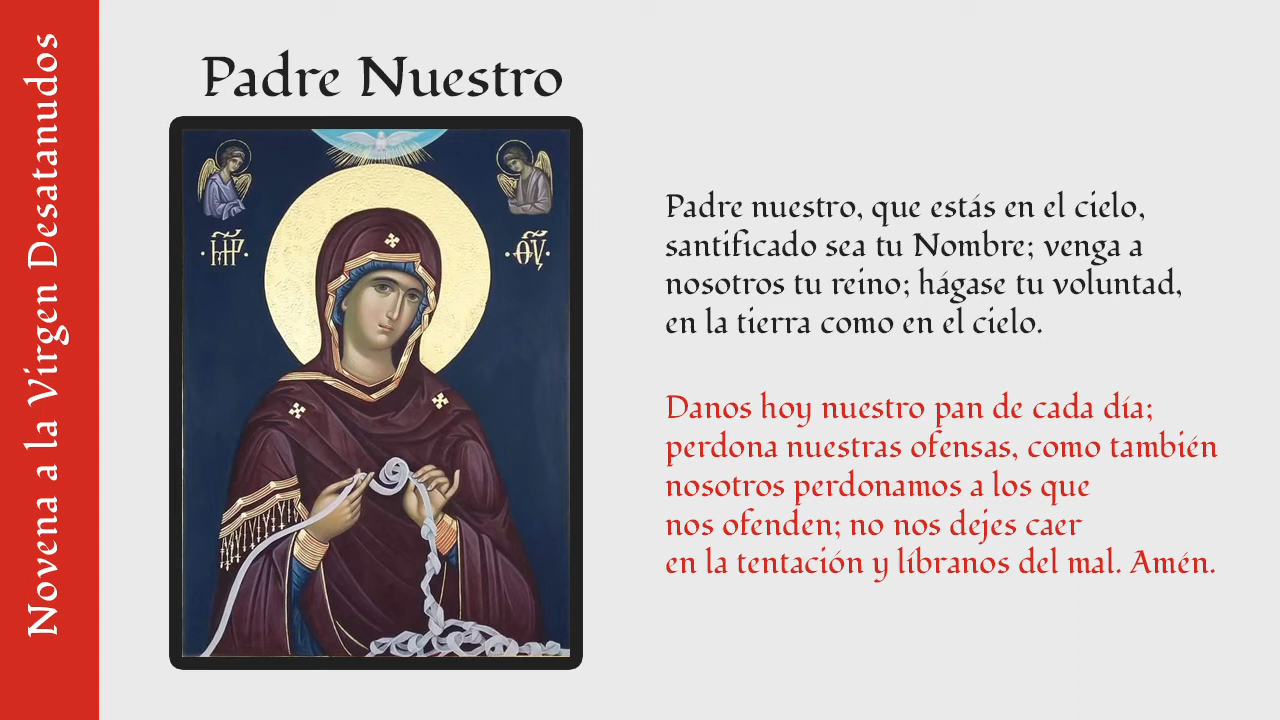 Novena a la Virgen Desatanudos
Padre Nuestro
ΜΡ ΘΥ
Padre nuestro, que estás en el cielo,
santificado sea tu Nombre; venga a
nosotros tu reino; hágase tu voluntad,
en la tierra como en el cielo.
Danos hoy nuestro pan de cada día;
perdona nuestras ofensas, como también
nosotros perdonamos a los que
nos ofenden; no nos dejes caer
en la tentación y líbranos del mal. Amén.